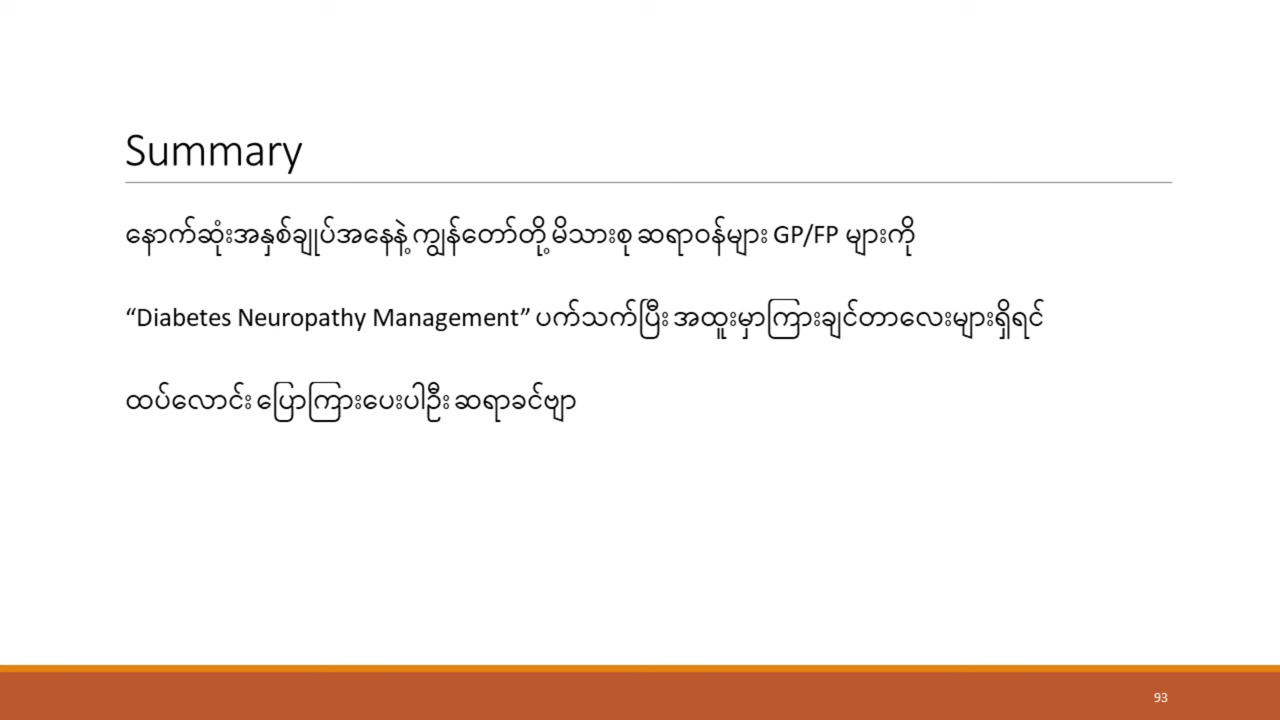 Summary
နောက်ဆုံးအနှစ်ချုပ်အနေနဲ့ ကျွန်တော်တို့ မိသားစု ဆရာဝန်များ GP/FP များကို
“Diabetes Neuropathy Management” ပက်သက်ပြီး အထူးမှာကြားချင်တာလေးများရှိရင်
ထပ်လောင်း ပြောကြားပေးပါဦး ဆရာခင်ဗျာ
93